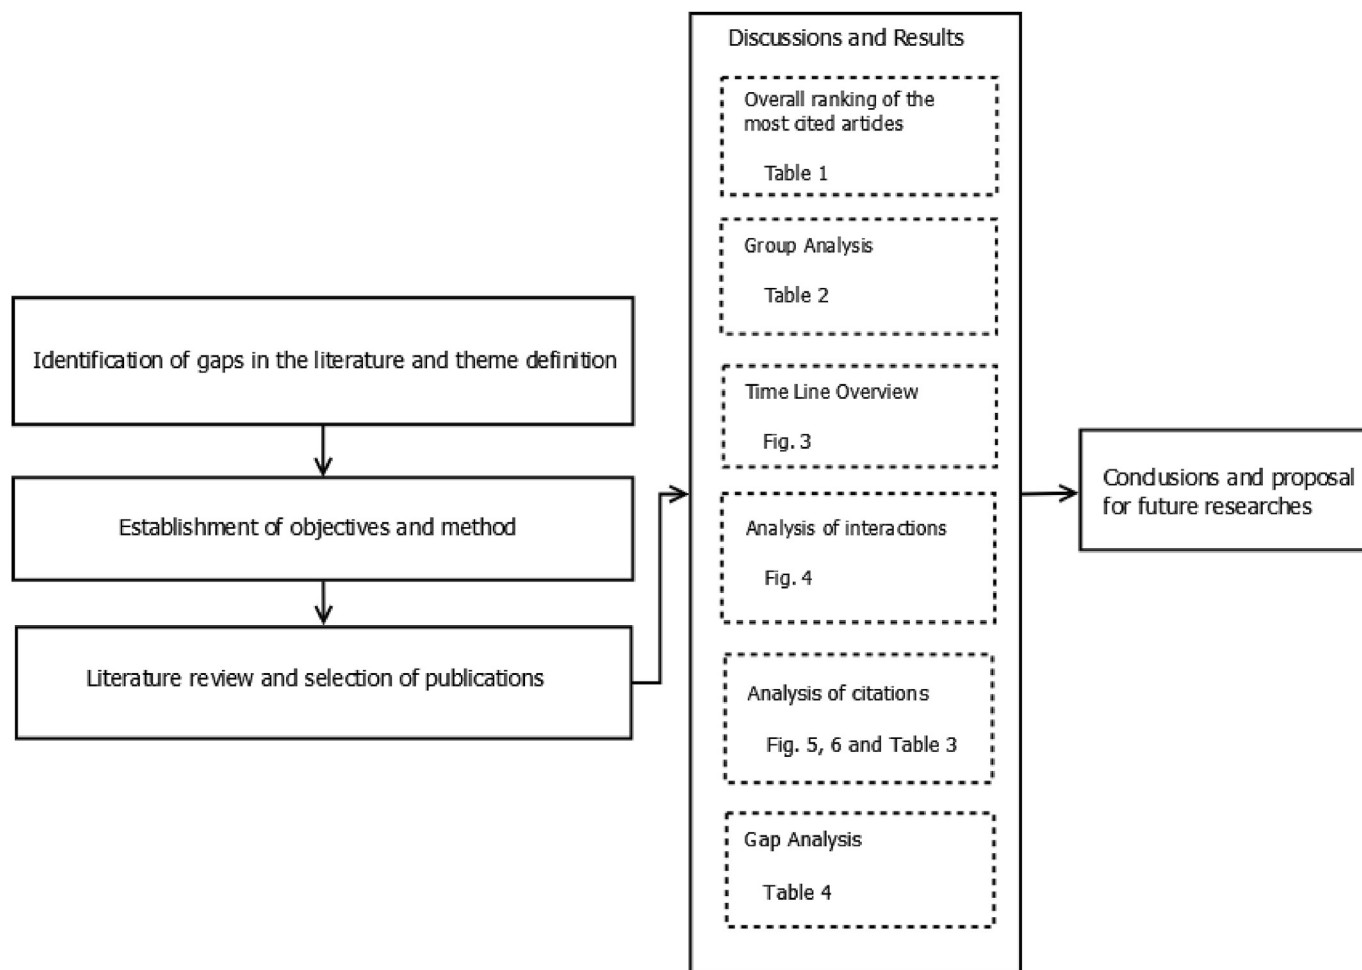 Identification of gaps in the literature and theme definition
Establishment of objectives and method
Literature review and selection of publications
Discussions and Results
Overall ranking of the
most cited articles
Table 1
Group Analysis
Table 2
Time Line Overview
Fig. 3
Analysis of interactions
Fig. 4
Analysis of citations
Fig. 5, 6 and Table 3
Gap Analysis
Table 4
Conclusions and proposal
for future researches